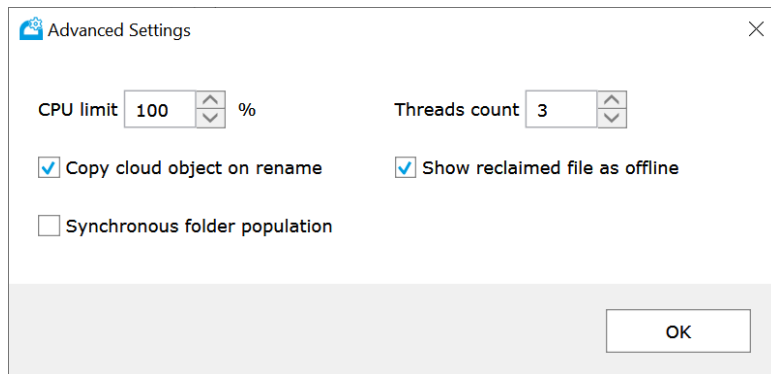 Advanced Settings
CPU limit 100 % Threads count 3
Copy cloud object on rename Show reclaimed file as offline
Synchronous folder population
OK